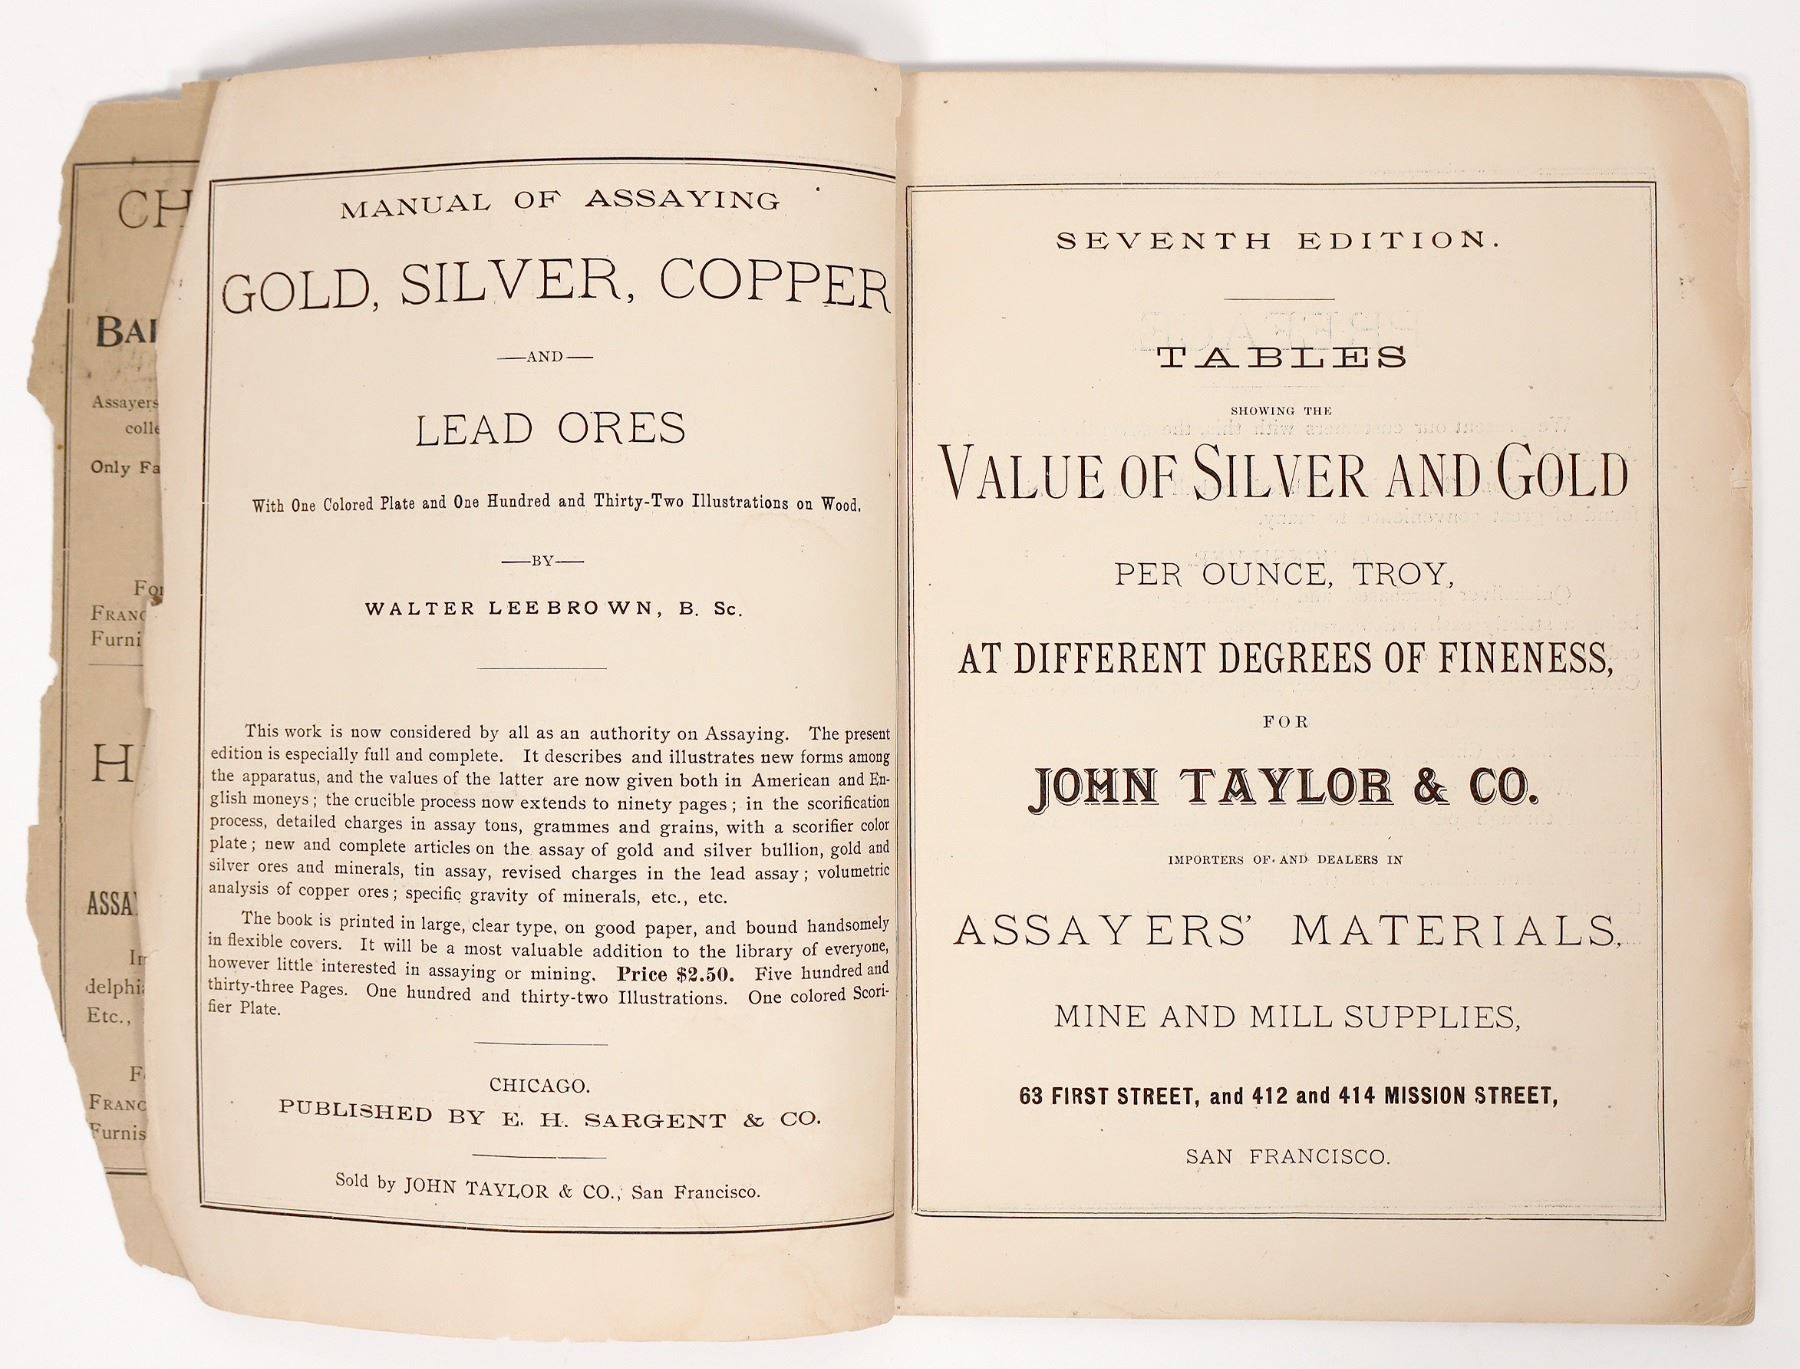 CH
BAI
Assayers
colle
Only Fa
For
FRANC
Furni
H
ASSA
In
delphi
Etc.,
F
FRANC
Furnis
MANUAL OF ASSAYING
GOLD, SILVER, COPPER
—AND—
LEAD ORES
With One Colored Plate and One Hundred and Thirty-Two Illustrations on Wood,
—BY—
WALTER LEE BROWN, B. Sc.
This work is now considered by all as an authority on Assaying. The present
edition is especially full and complete. It describes and illustrates new forms among
the apparatus, and the values of the latter are now given both in American and En-
glish moneys; the crucible process now extends to ninety pages; in the scorification
process, detailed charges in assay tons, grammes and grains, with a scorifier color
plate; new and complete articles on the assay of gold and silver bullion, gold and
silver ores and minerals, tin assay, revised charges in the lead assay; volumetric
analysis of copper ores; specific gravity of minerals, etc., etc.
The book is printed in large, clear type, on good paper, and bound handsomely
in flexible covers. It will be a most valuable addition to the library of everyone,
however little interested in assaying or mining. Price $2.50. Five hundred and
thirty-three Pages. One hundred and thirty-two Illustrations. One colored Scori-
fier Plate.
CHICAGO.
PUBLISHED BY E. H. SARGENT & CO.
Sold by JOHN TAYLOR & CO., San Francisco.
SEVENTH EDITION.
TABLES
SHOWING THE
VALUE OF SILVER AND GOLD
PER OUNCE, TROY,
AT DIFFERENT DEGREES OF FINENESS,
FOR
JOHN TAYLOR & CO.
IMPORTERS OF AND DEALERS IN
ASSAYERS' MATERIALS,
MINE AND MILL SUPPLIES,
63 FIRST STREET, and 412 and 414 MISSION STREET,
SAN FRANCISCO.